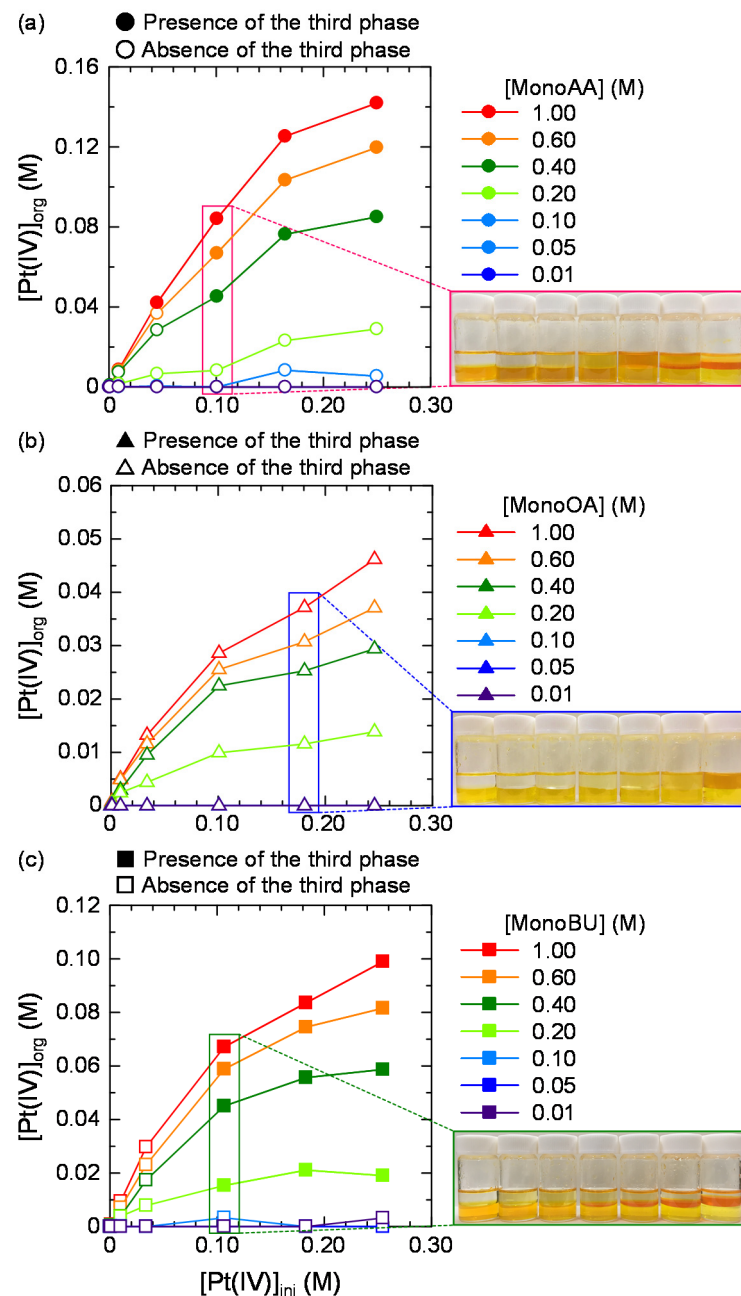 (a)
● Presence of the third phase
○ Absence of the third phase
0.16
0.12
0.08
0.04
0
[Pt(IV)]org (M)
0 0.10 0.20 0.30
[MonoAA] (M)
1.00
0.60
0.40
0.20
0.10
0.05
0.01
(b)
▲ Presence of the third phase
△ Absence of the third phase
0.06
0.05
0.04
0.03
0.02
0.01
0
[Pt(IV)]org (M)
0 0.10 0.20 0.30
[MonoOA] (M)
1.00
0.60
0.40
0.20
0.10
0.05
0.01
(c)
■ Presence of the third phase
□ Absence of the third phase
0.12
0.10
0.08
0.06
0.04
0.02
0
[Pt(IV)]org (M)
0 0.10 0.20 0.30
[Pt(IV)]ini (M)
[MonoBU] (M)
1.00
0.60
0.40
0.20
0.10
0.05
0.01